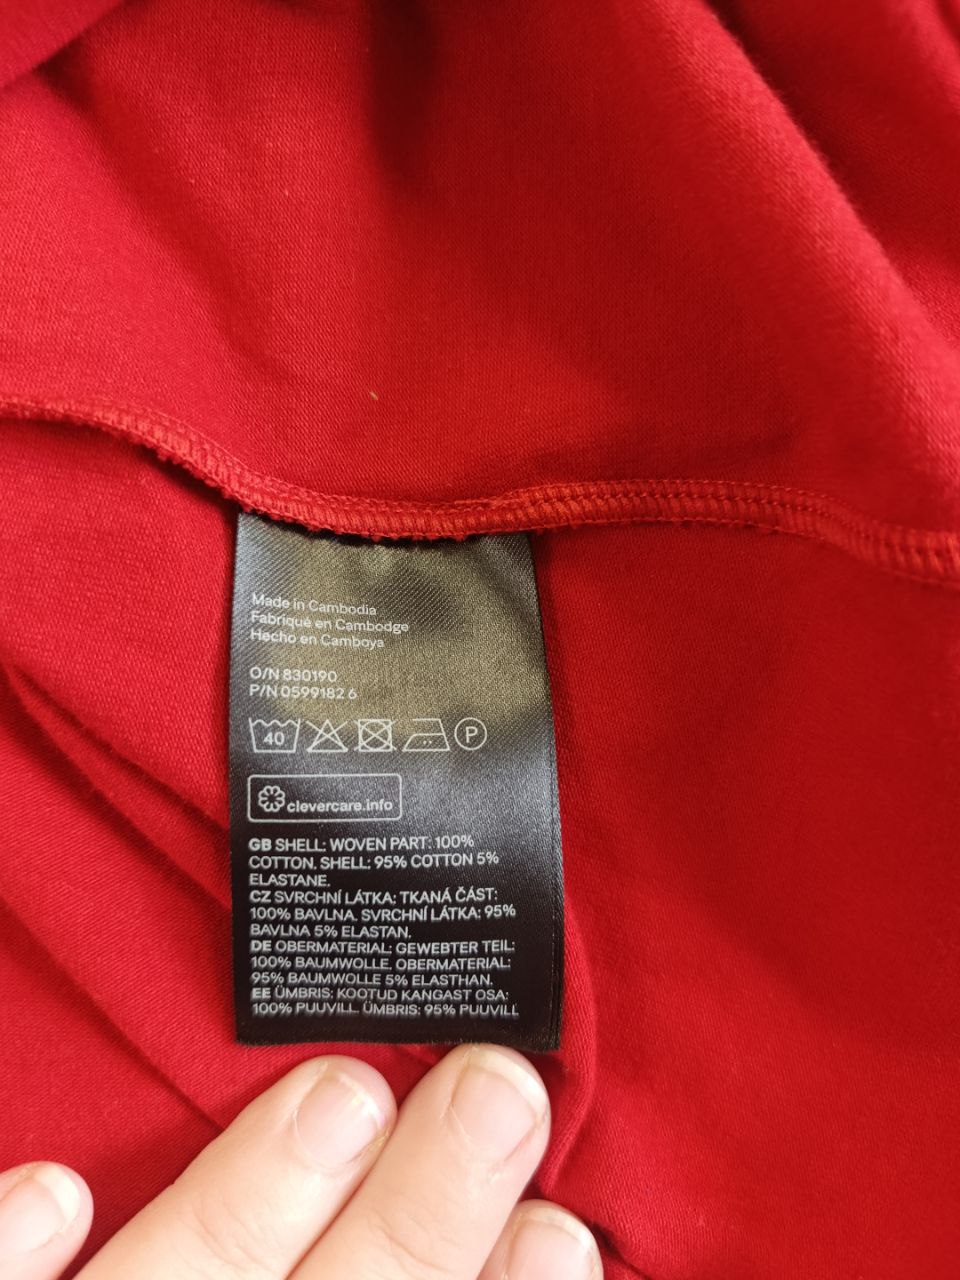 Made in Cambodia
Fabriqué en Cambodge
Hecho en Camboya
O/N 830190
P/N 0599182 6
40 P
clevercare.info
GB SHELL: WOVEN PART: 100%
COTTON. SHELL: 95% COTTON 5%
ELASTANE.
CZ SVRCHNÍ LÁTKA: TKANÁ ČÁST:
100% BAVLNA. SVRCHNÍ LÁTKA: 95%
BAVLNA 5% ELASTAN.
DE OBERMATERIAL: GEWEBTER TEIL:
100% BAUMWOLLE. OBERMATERIAL:
95% BAUMWOLLE 5% ELASTHAN.
EE ÜMBRIS: KOOTUD KANGAST OSA:
100% PUUVILL. ÜMBRIS: 95% PUUVILL